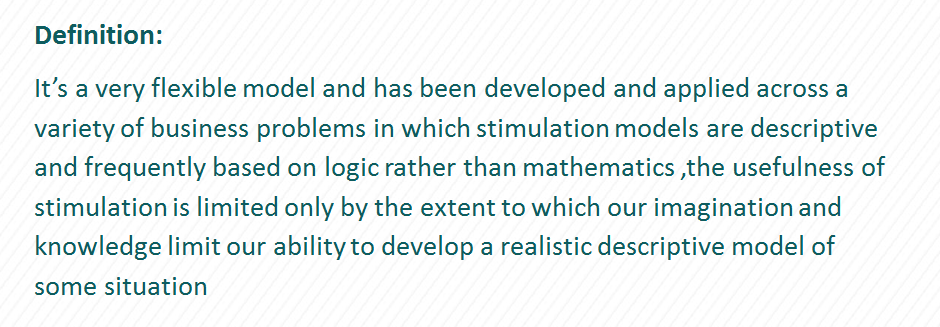 Definition:
It's a very flexible model and has been developed and applied across a
variety of business problems in which stimulation models are descriptive
and frequently based on logic rather than mathematics ,the usefulness of
stimulation is limited only by the extent to which our imagination and
knowledge limit our ability to develop a realistic descriptive model of
some situation